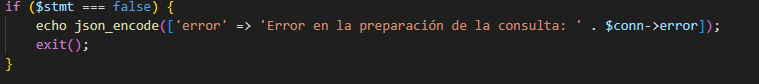 if ($stmt === false) {
    echo json_encode(['error' => 'Error en la preparación de la consulta: ' . $conn->error]);
    exit();
}